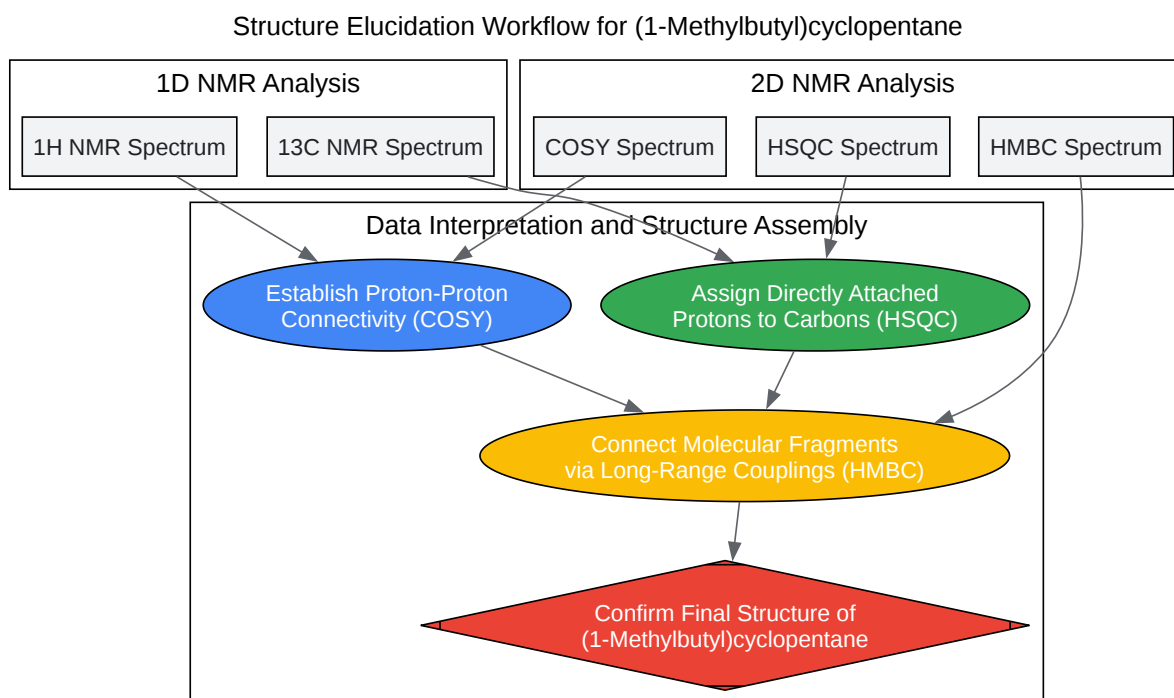 Structure Elucidation Workflow for (1-Methylbutyl)cyclopentane
1D NMR Analysis
2D NMR Analysis
1H NMR Spectrum
13C NMR Spectrum
COSY Spectrum
HSQC Spectrum
HMBC Spectrum
Data Interpretation and Structure Assembly
Establish Proton-Proton
Connectivity (COSY)
Assign Directly Attached
Protons to Carbons (HSQC)
Connect Molecular Fragments
via Long-Range Couplings (HMBC)
Confirm Final Structure of
(1-Methylbutyl)cyclopentane